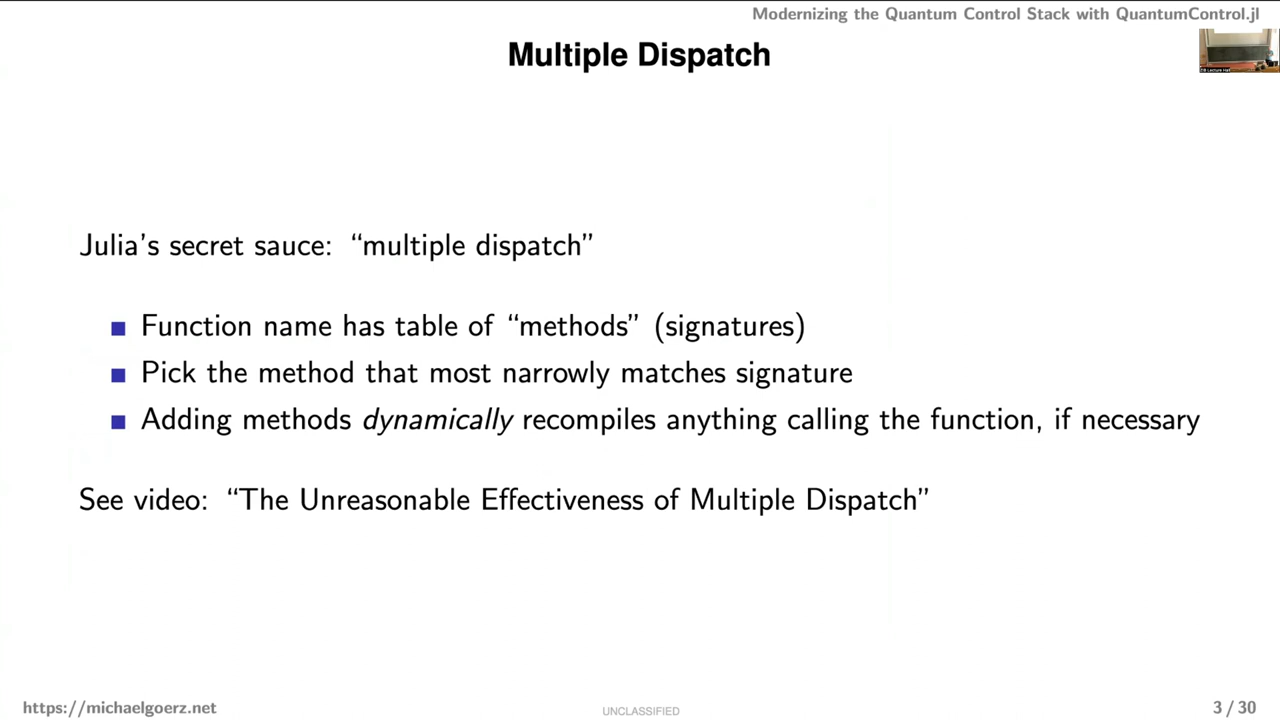 Modernizing the Quantum Control Stack with QuantumControl.jl
Multiple Dispatch
Julia's secret sauce: “multiple dispatch”
Function name has table of “methods” (signatures)
Pick the method that most narrowly matches signature
Adding methods dynamically recompiles anything calling the function, if necessary
See video: “The Unreasonable Effectiveness of Multiple Dispatch”
https://michaelgoerz.net
UNCLASSIFIED
3 / 30